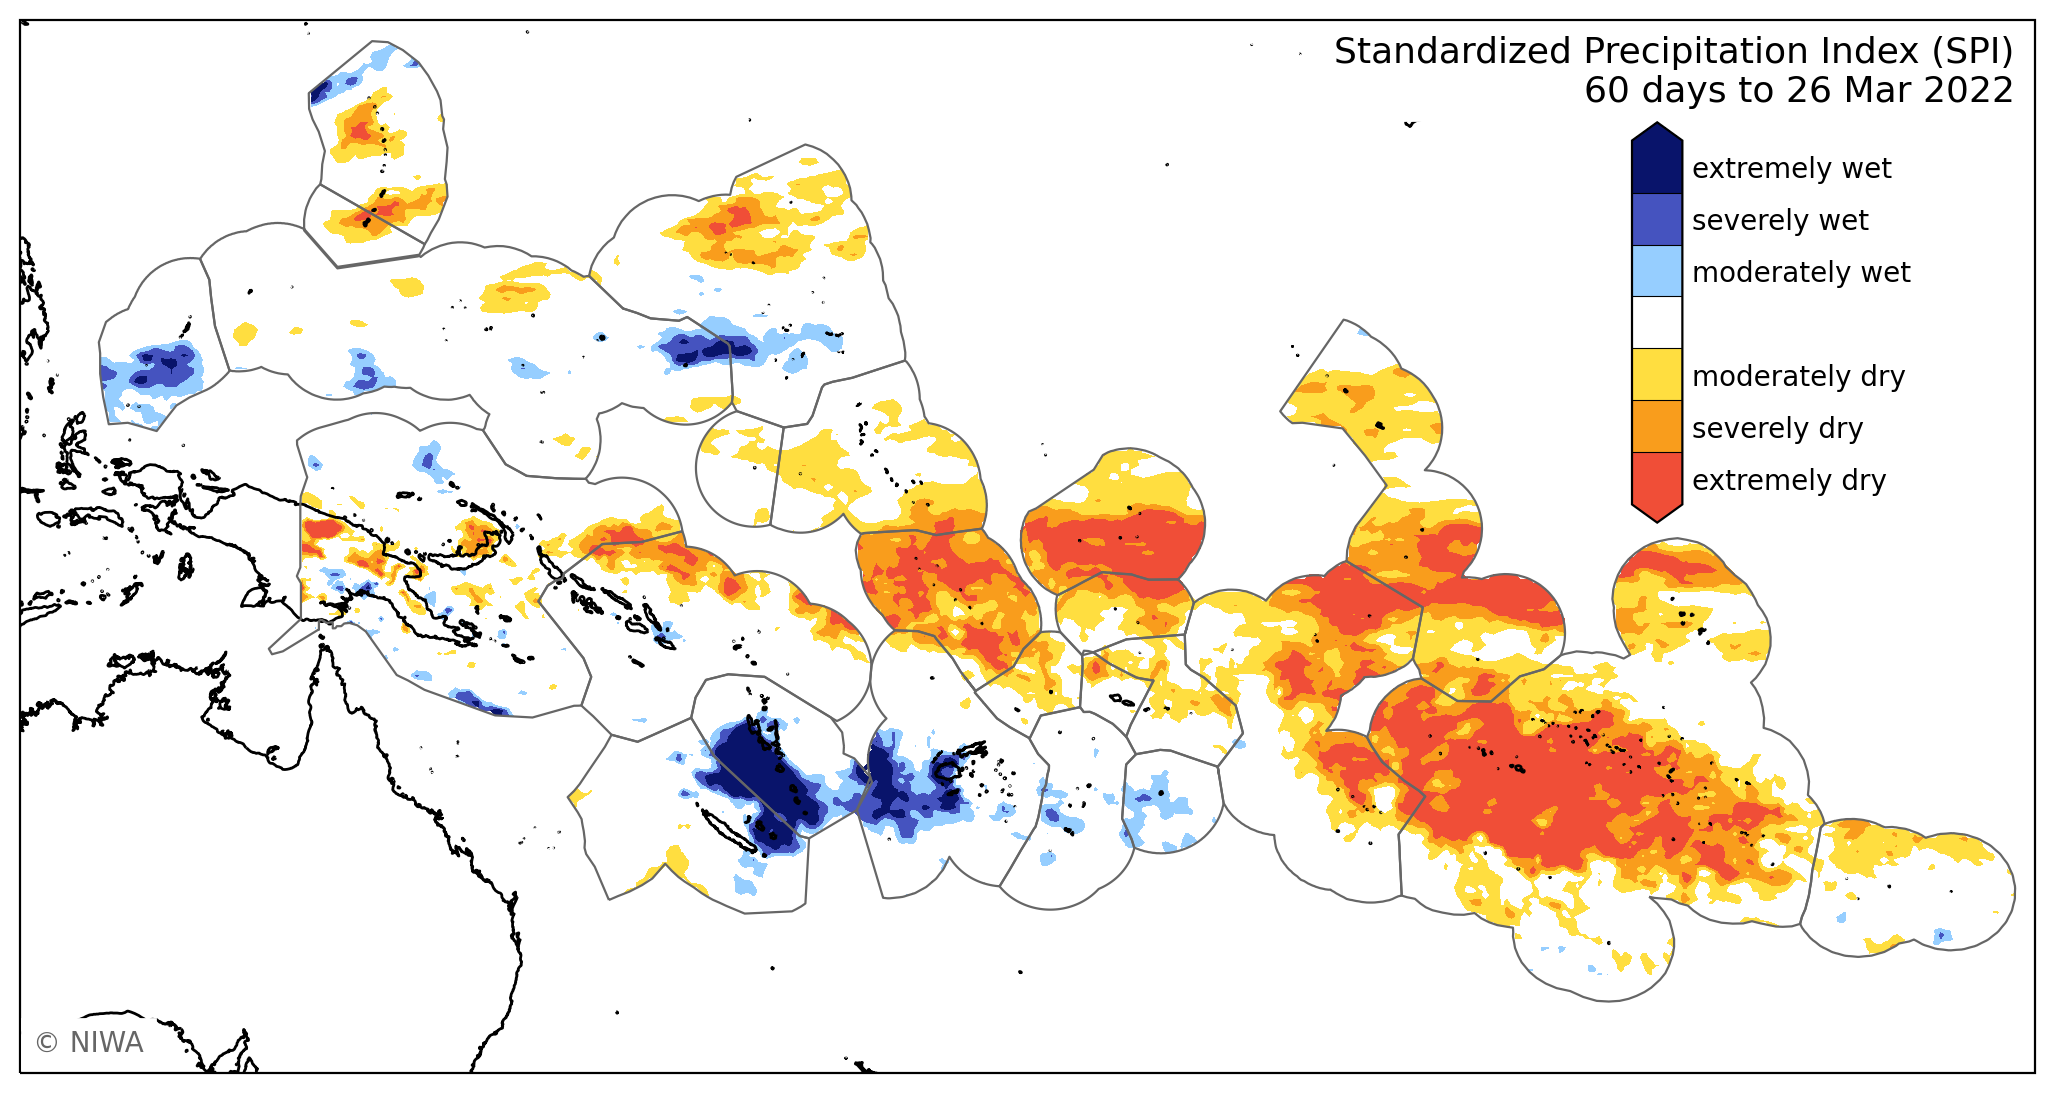 Standardized Precipitation Index (SPI)
60 days to 26 Mar 2022
extremely wet
severely wet
moderately wet
moderately dry
severely dry
extremely dry
© NIWA